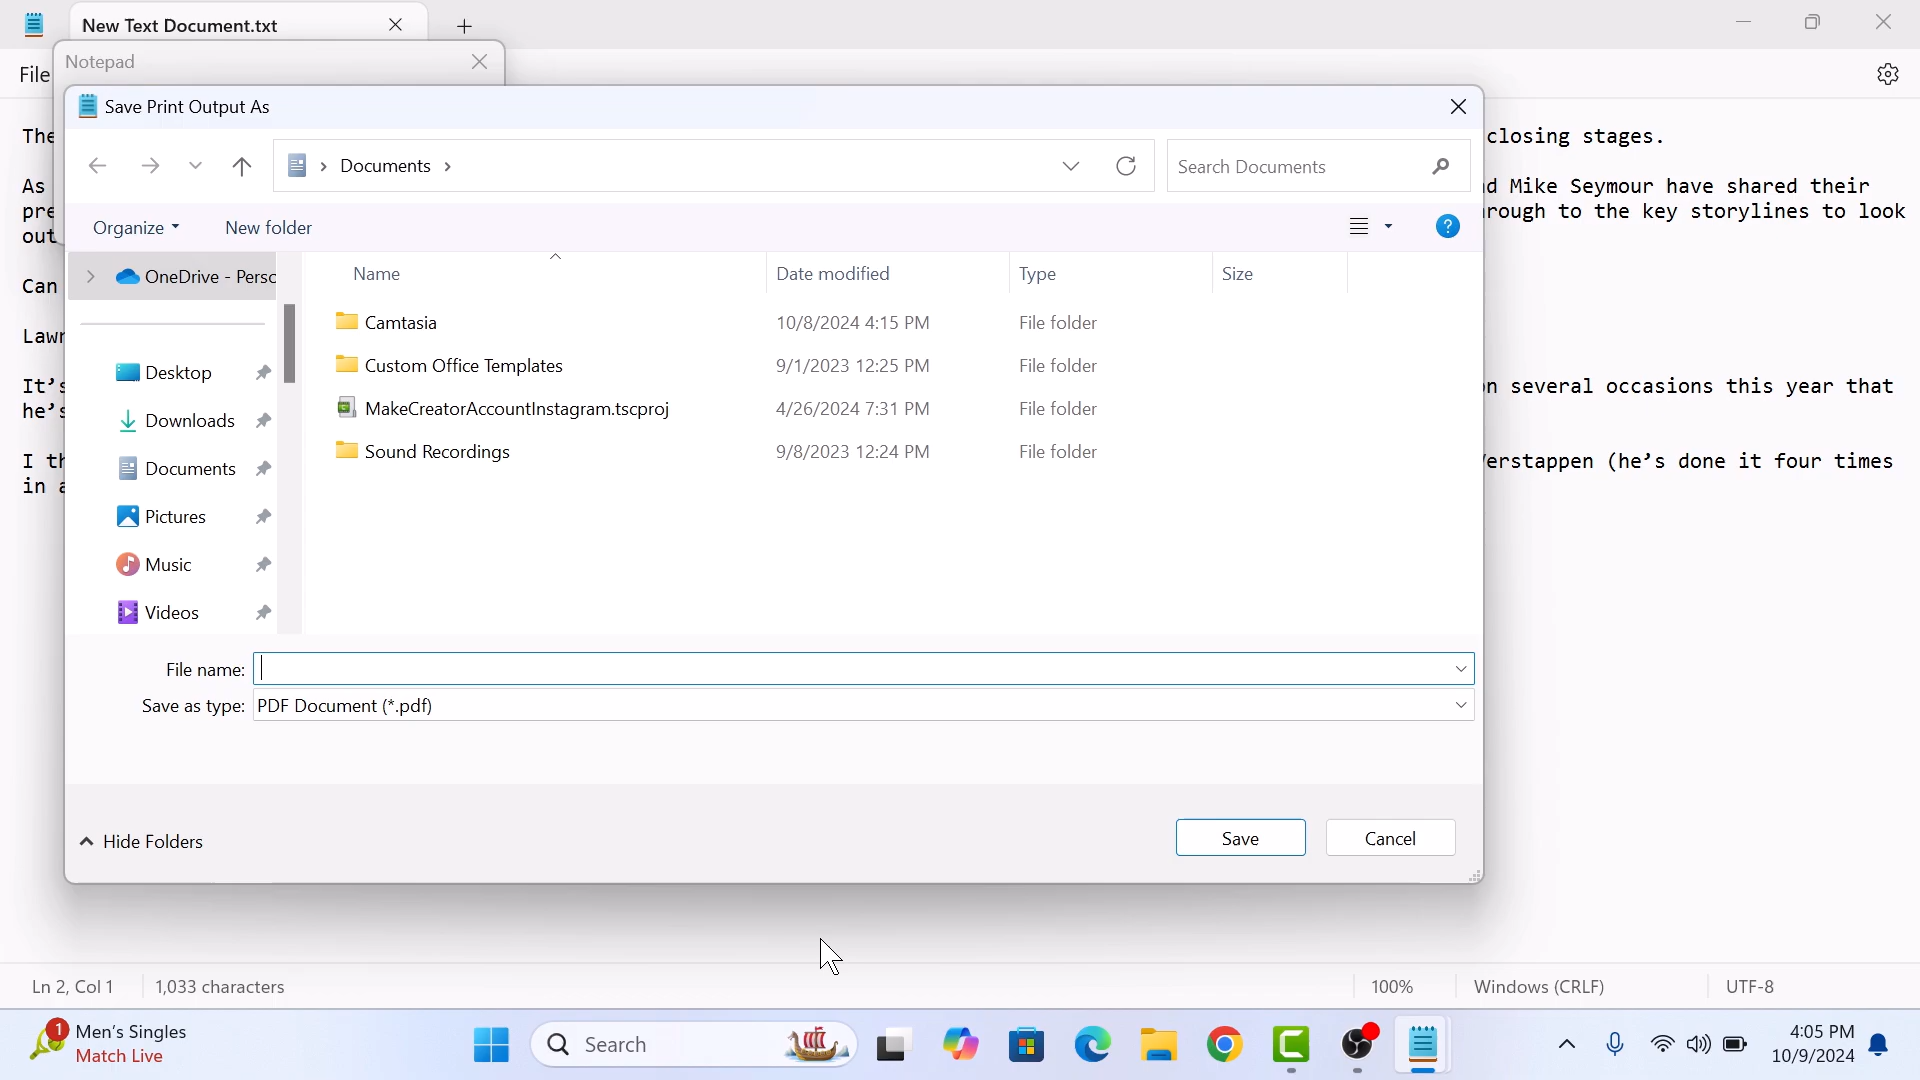 New Text Document.txt
Notepad
File
Save Print Output As
The closing stages.
Documents
Search Documents
As d Mike Seymour have shared their
pre rough to the key storylines to look
out
Organize New folder
OneDrive - Perso
Name Date modified Type Size
Can
Camtasia 10/8/2024 4:15 PM File folder
Lawr
Custom Office Templates 9/1/2023 12:25 PM File folder
Desktop
It's n several occasions this year that
he's
MakeCreatorAccountInstagram.tscproj 4/26/2024 7:31 PM File folder
Downloads
Sound Recordings 9/8/2023 12:24 PM File folder
I th Verstappen (he's done it four times
Documents
in a
Pictures
Music
Videos
File name:
Save as type: PDF Document (*.pdf)
Hide Folders
Save Cancel
Ln 2, Col 1 1,033 characters 100% Windows (CRLF) UTF-8
1 Men's Singles
Match Live
Search
4:05 PM
10/9/2024